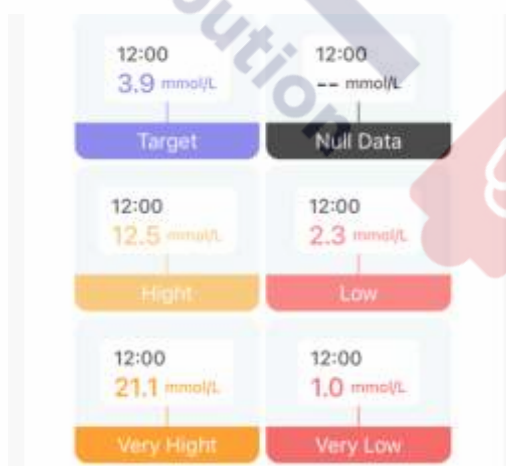 12:00
3.9 mmol/L
Target
12:00
-- mmol/L
Null Data
12:00
12.5 mmol/L
Hight
12:00
2.3 mmol/L
Low
12:00
21.1 mmol/L
Very Hight
12:00
1.0 mmol/L
Very Low